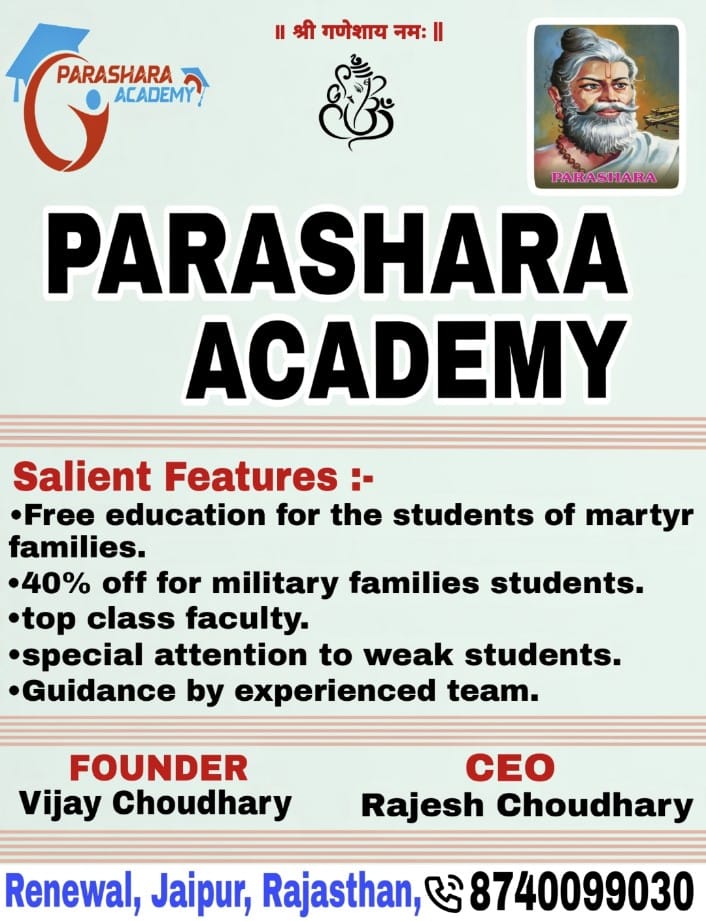 ॥ श्री गणेशाय नमः ||
PARASHARA
ACADEMY
PARASHARA
PARASHARA
ACADEMY
Salient Features :-
•Free education for the students of martyr
families.
•40% off for military families students.
•top class faculty.
•special attention to weak students.
•Guidance by experienced team.
FOUNDER
Vijay Choudhary
CEO
Rajesh Choudhary
Renewal, Jaipur, Rajasthan, 8740099030